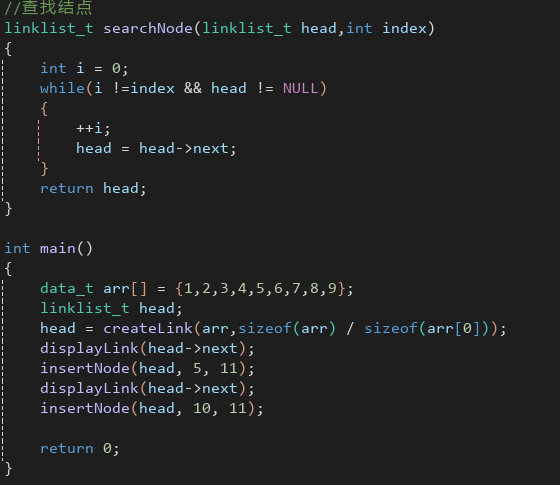 //查找结点
linklist_t searchNode(linklist_t head,int index)
{
    int i = 0;
    while(i !=index && head != NULL)
    {
        ++i;
        head = head->next;
    }
    return head;
}

int main()
{
    data_t arr[] = {1,2,3,4,5,6,7,8,9};
    linklist_t head;
    head = createLink(arr,sizeof(arr) / sizeof(arr[0]));
    displayLink(head->next);
    insertNode(head, 5, 11);
    displayLink(head->next);
    insertNode(head, 10, 11);

    return 0;
}